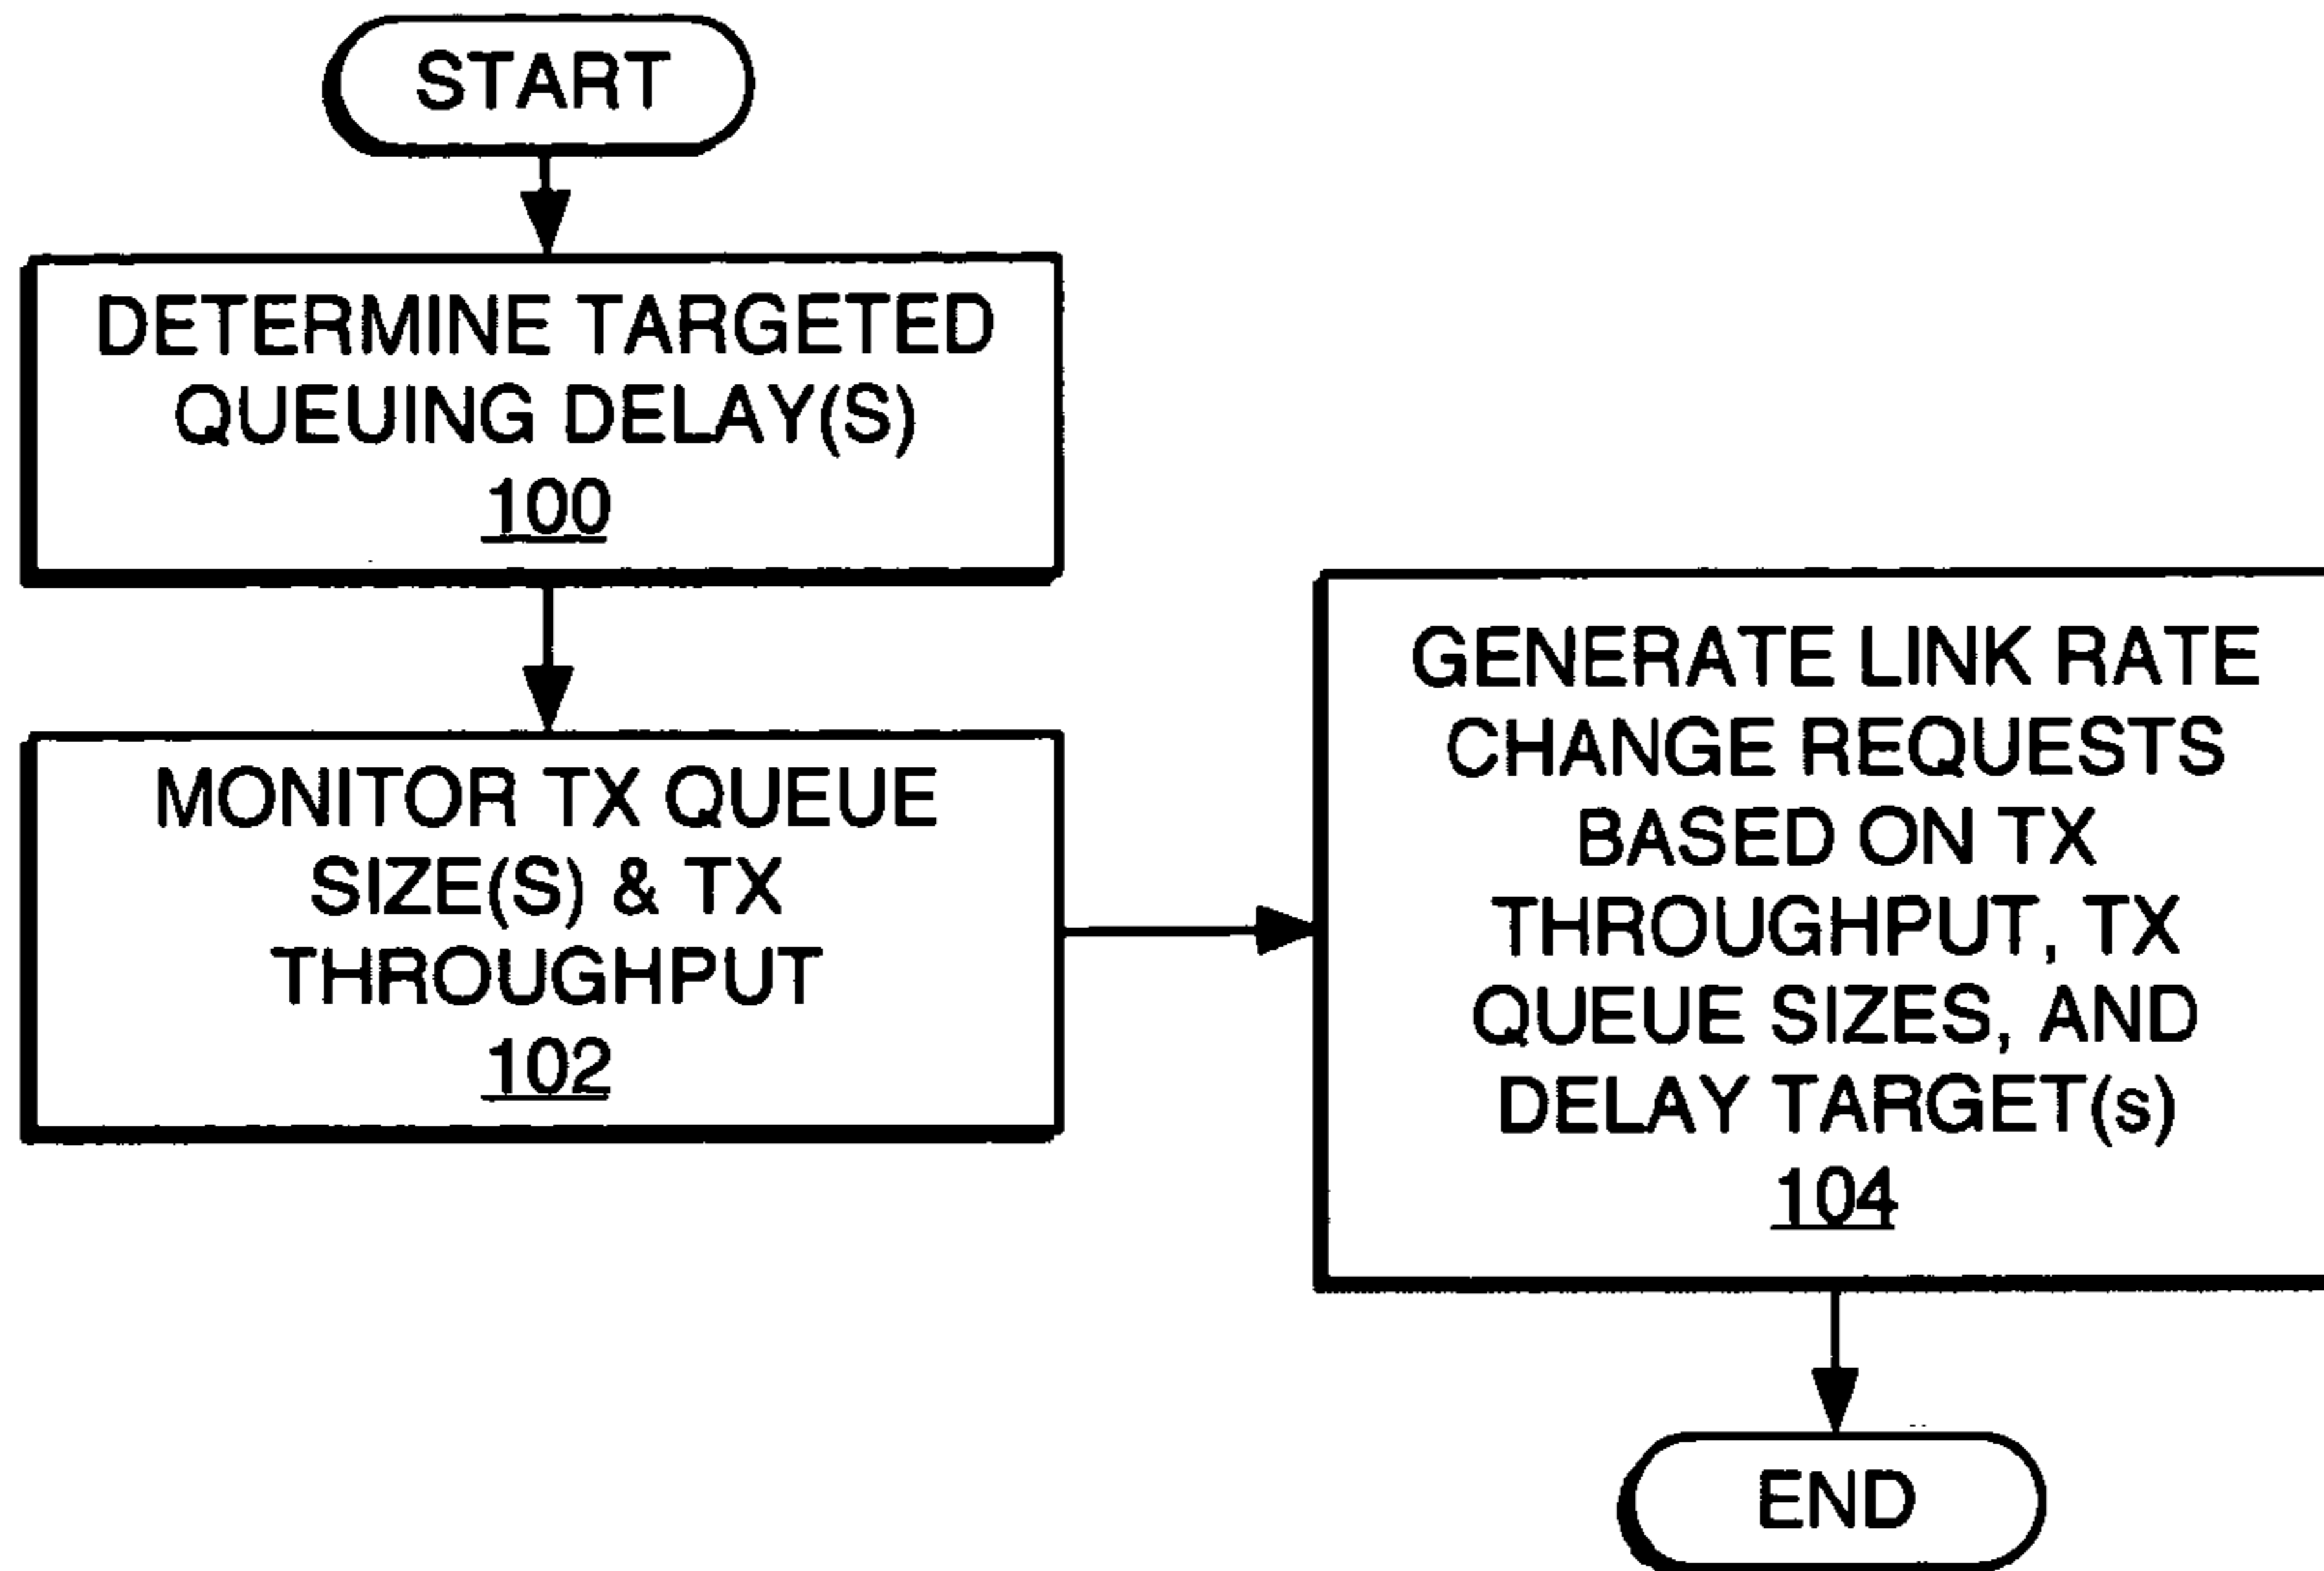 START
DETERMINE TARGETED
QUEUING DELAY(S)
100
MONITOR TX QUEUE
SIZE(S) & TX
THROUGHPUT
102
GENERATE LINK RATE
CHANGE REQUESTS
BASED ON TX
THROUGHPUT, TX
QUEUE SIZES, AND
DELAY TARGET(s)
104
END